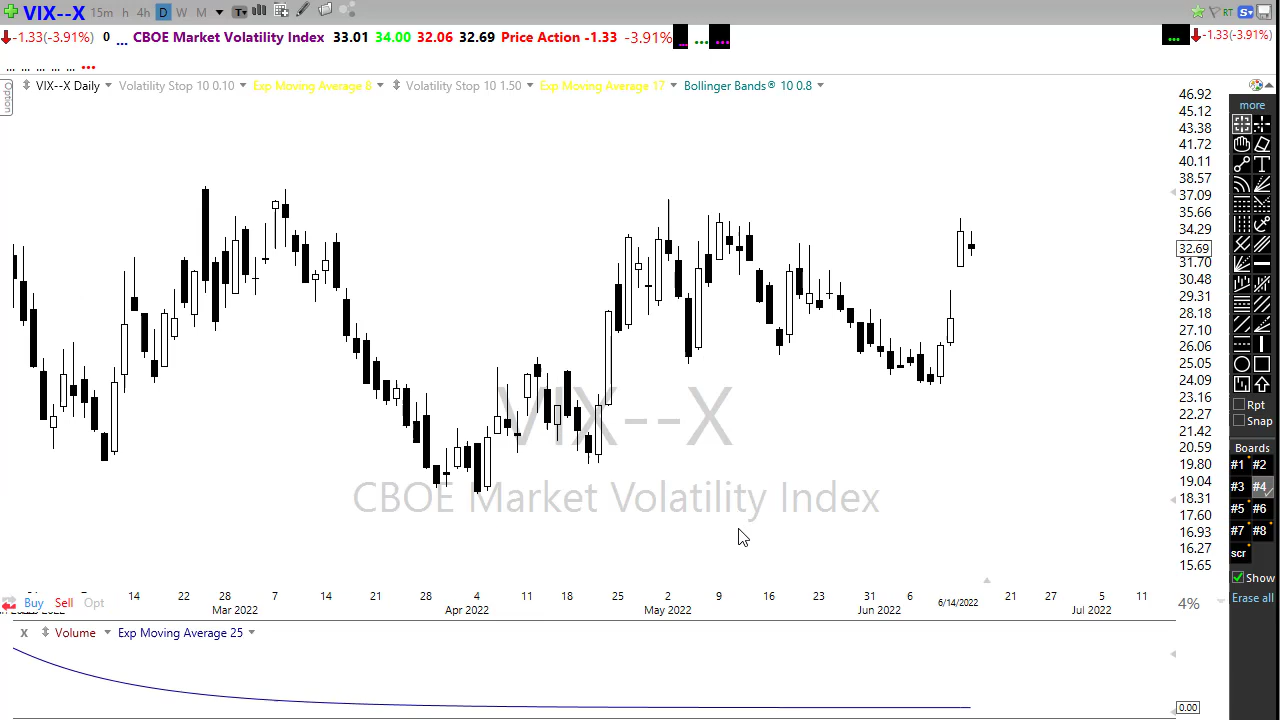 VIX--X 15m h 4h D W M T RT S
-1.33(-3.91%) 0 ... CBOE Market Volatility Index 33.01 34.00 32.06 32.69 Price Action -1.33 -3.91% ... ... ... ... -1.33(-3.91%)
... ... ... ... ... ...
Option
VIX--X Daily Volatility Stop 10 0.10 Exp Moving Average 8 Volatility Stop 10 1.50 Exp Moving Average 17 Bollinger Bands® 10 0.8
46.92
45.12
43.38
41.72
40.11
38.57
37.09
35.66
34.29
32.69
31.70
30.48
29.31
28.18
27.10
26.06
25.05
24.09
23.16
22.27
21.42
20.59
19.80
19.04
18.31
17.60
16.93
16.27
15.65
VIX--X
CBOE Market Volatility Index
14 22 28 7 14 21 28 4 11 18 25 2 9 16 23 31 6 6/14/2022 21 27 5 11
Mar 2022 Apr 2022 May 2022 Jun 2022 Jul 2022
Buy Sell Opt
4%
x Volume Exp Moving Average 25
0.00
more
T
Rpt
Snap
Boards
#1 #2
#3 #4
#5 #6
#7 #8
scr
Show
Erase all